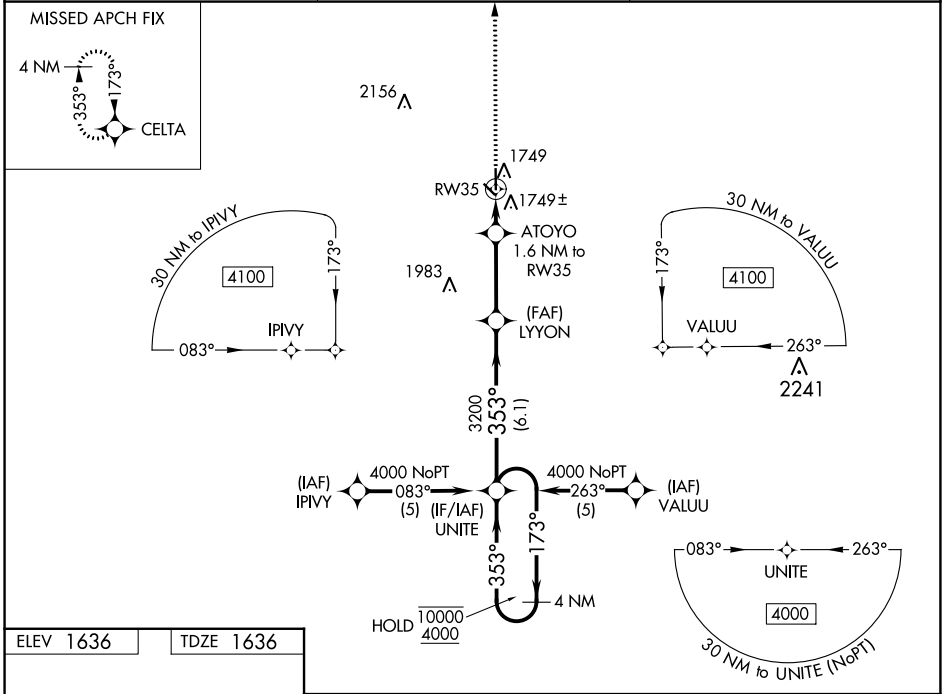 MISSED APCH FIX
4 NM
353°
173°
CELTA
2156
1749
RW35
1749±
ATOYO
1.6 NM to
RW35
1983
(FAF)
LYYON
30 NM to IPIVY
4100
173°
IPIVY
083°
30 NM to VALUU
173°
4100
VALUU
263°
2241
3200
353°
(6.1)
(IAF)
IPIVY
4000 NoPT
083°
(5)
(IF/IAF)
UNITE
4000 NoPT
263°
(5)
(IAF)
VALUU
353°
173°
4 NM
HOLD
10000
4000
083°
263°
UNITE
4000
30 NM to UNITE (NoPT)
ELEV 1636
TDZE 1636